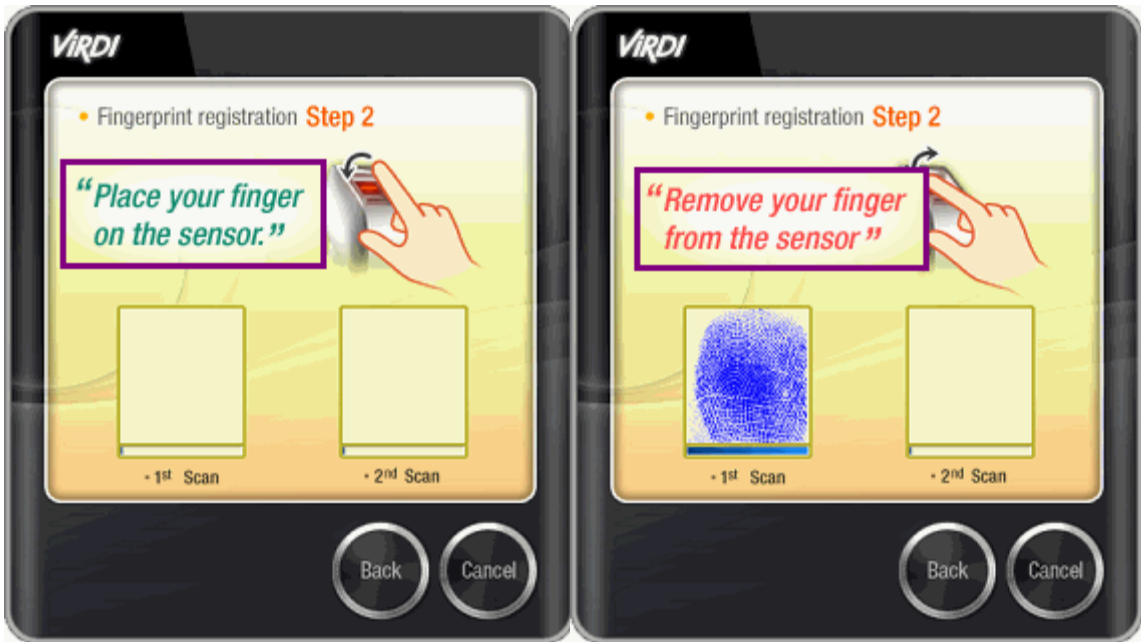 ViRDI
• Fingerprint registration Step 2
“Place your finger
on the sensor.”
• 1st Scan
• 2nd Scan
Back
Cancel
ViRDI
• Fingerprint registration Step 2
“Remove your finger
from the sensor”
• 1st Scan
• 2nd Scan
Back
Cancel